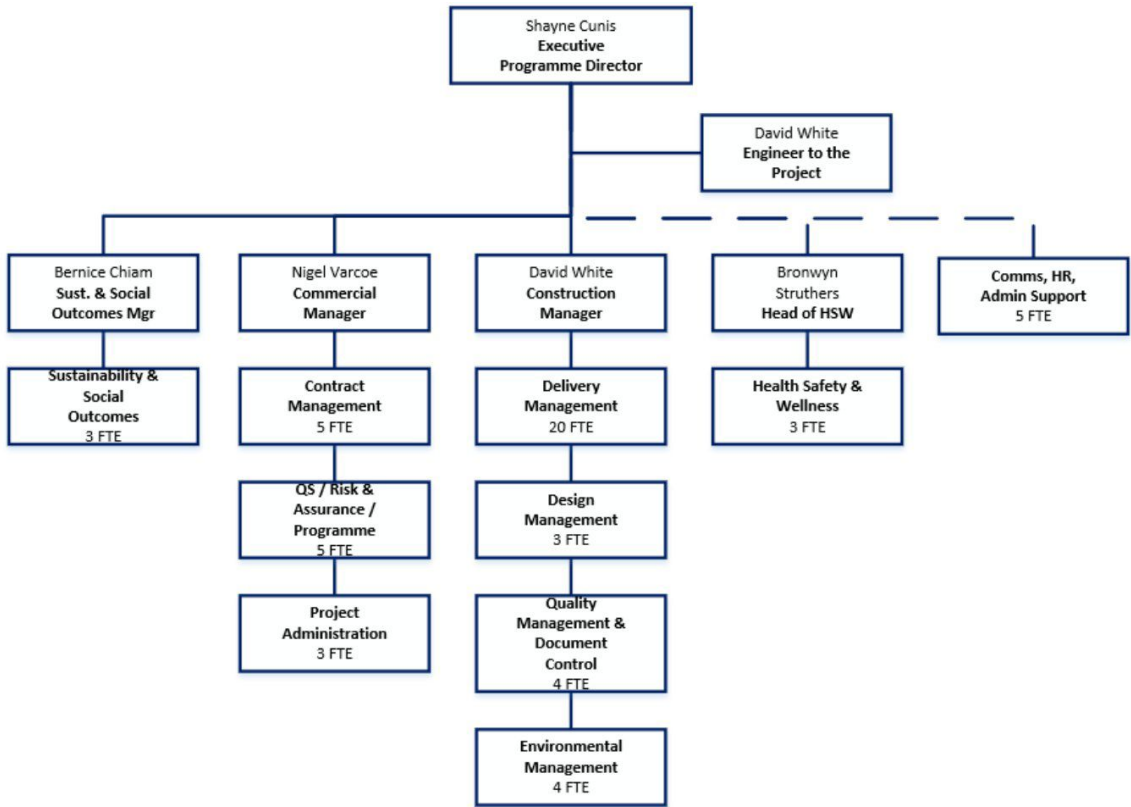 Shayne Cunis
Executive
Programme Director
David White
Engineer to the
Project
Bernice Chiam
Sust. & Social
Outcomes Mgr
Nigel Varcoe
Commercial
Manager
David White
Construction
Manager
Bronwyn
Struthers
Head of HSW
Comms, HR,
Admin Support
5 FTE
Sustainability &
Social
Outcomes
3 FTE
Contract
Management
5 FTE
Delivery
Management
20 FTE
Health Safety &
Wellness
3 FTE
QS / Risk &
Assurance /
Programme
5 FTE
Design
Management
3 FTE
Project
Administration
3 FTE
Quality
Management &
Document
Control
4 FTE
Environmental
Management
4 FTE